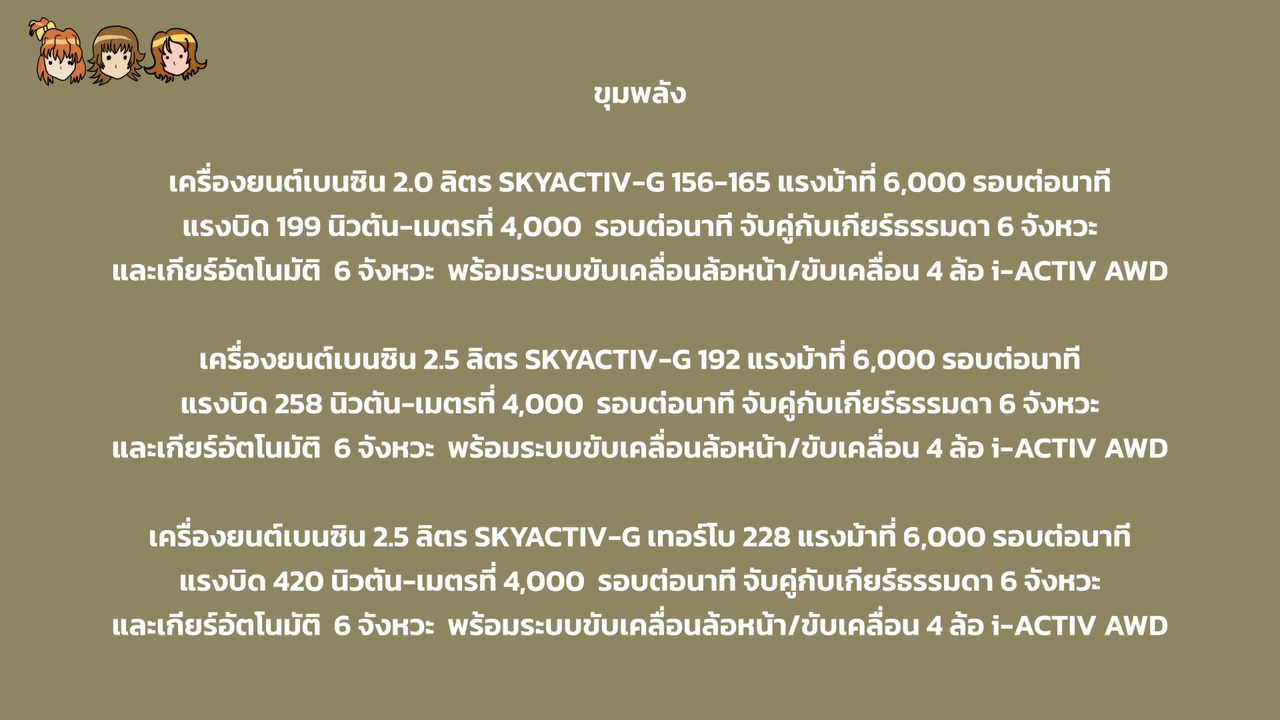 ขุมพลัง
เครื่องยนต์เบนซิน 2.0 ลิตร SKYACTIV-G 156-165 แรงม้าที่ 6,000 รอบต่อนาที
แรงบิด 199 นิวตัน-เมตรที่ 4,000 รอบต่อนาที จับคู่กับเกียร์ธรรมดา 6 จังหวะ
และเกียร์อัตโนมัติ 6 จังหวะ พร้อมระบบขับเคลื่อนล้อหน้า/ขับเคลื่อน 4 ล้อ i-ACTIV AWD
เครื่องยนต์เบนซิน 2.5 ลิตร SKYACTIV-G 192 แรงม้าที่ 6,000 รอบต่อนาที
แรงบิด 258 นิวตัน-เมตรที่ 4,000 รอบต่อนาที จับคู่กับเกียร์ธรรมดา 6 จังหวะ
และเกียร์อัตโนมัติ 6 จังหวะ พร้อมระบบขับเคลื่อนล้อหน้า/ขับเคลื่อน 4 ล้อ i-ACTIV AWD
เครื่องยนต์เบนซิน 2.5 ลิตร SKYACTIV-G เทอร์โบ 228 แรงม้าที่ 6,000 รอบต่อนาที
แรงบิด 420 นิวตัน-เมตรที่ 4,000 รอบต่อนาที จับคู่กับเกียร์ธรรมดา 6 จังหวะ
และเกียร์อัตโนมัติ 6 จังหวะ พร้อมระบบขับเคลื่อนล้อหน้า/ขับเคลื่อน 4 ล้อ i-ACTIV AWD